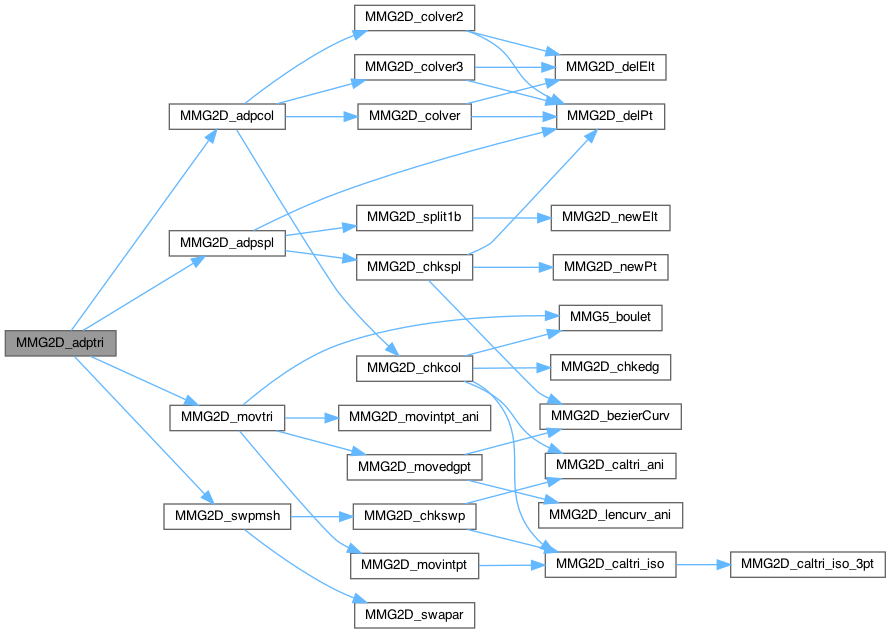 MMG2D_adptri
MMG2D_adpcol
MMG2D_adpspl
MMG2D_movtri
MMG2D_swpmsh
MMG2D_colver2
MMG2D_colver3
MMG2D_colver
MMG2D_split1b
MMG2D_chkspl
MMG2D_chkcol
MMG2D_movintpt_ani
MMG2D_movedgpt
MMG2D_chkswp
MMG2D_movintpt
MMG2D_swapar
MMG2D_delElt
MMG2D_delPt
MMG2D_newElt
MMG2D_newPt
MMG5_boulet
MMG2D_chkedg
MMG2D_bezierCurv
MMG2D_caltri_ani
MMG2D_lencurv_ani
MMG2D_caltri_iso
MMG2D_caltri_iso_3pt